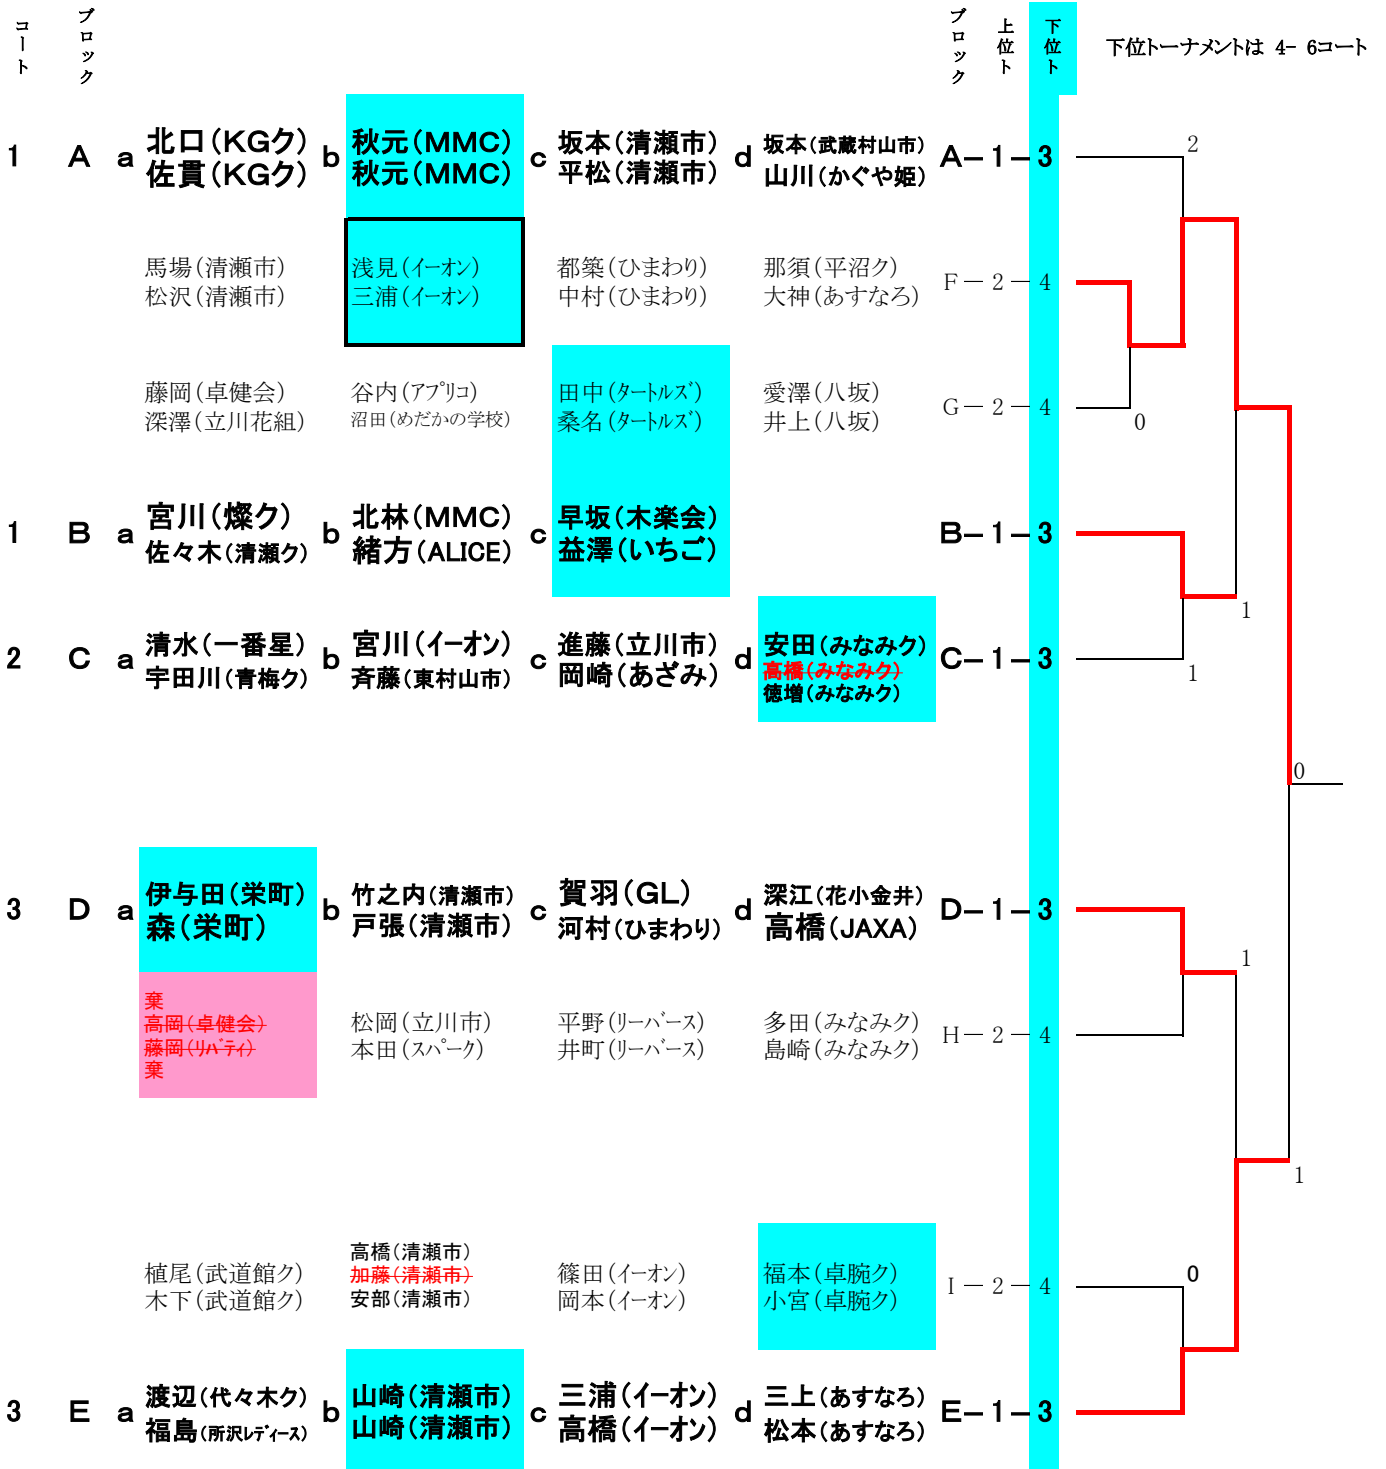 コート ブロック ブロック 上位ト 下位ト 下位トーナメントは 4- 6コート
1 A a 北口(KGク) b 秋元(MMC) c 坂本(清瀬市) d 坂本(武蔵村山市) A-1-3 2
佐貫(KGク) 秋元(MMC) 平松(清瀬市) 山川(かぐや姫)
馬場(清瀬市) 浅見(イーオン) 都築(ひまわり) 那須(平沼ク) F-2-4
松沢(清瀬市) 三浦(イーオン) 中村(ひまわり) 大神(あすなろ)
藤岡(卓健会) 谷内(アプリコ) 田中(タートルズ) 愛澤(八坂) G-2-4 0
深澤(立川花組) 沼田(めだかの学校) 桑名(タートルズ) 井上(八坂)
1 B a 宮川(燦ク) b 北林(MMC) c 早坂(木楽会) B-1-3
佐々木(清瀬ク) 緒方(ALICE) 益澤(いちご)
1
2 C a 清水(一番星) b 宮川(イーオン) c 進藤(立川市) d 安田(みなみク) C-1-3 1
宇田川(青梅ク) 斉藤(東村山市) 岡崎(あざみ) 高橋(みなみク)
徳増(みなみク)
0
3 D a 伊与田(栄町) b 竹之内(清瀬市) c 賀羽(GL) d 深江(花小金井) D-1-3
森(栄町) 戸張(清瀬市) 河村(ひまわり) 高橋(JAXA)
1
棄
高岡(卓健会) 松岡(立川市) 平野(リーバース) 多田(みなみク) H-2-4
藤岡(リバティ) 本田(スパーク) 井町(リーバース) 島崎(みなみク)
棄
1
高橋(清瀬市)
植尾(武道館ク) 加藤(清瀬市) 篠田(イーオン) 福本(卓腕ク) I-2-4 0
木下(武道館ク) 安部(清瀬市) 岡本(イーオン) 小宮(卓腕ク)
3 E a 渡辺(代々木ク) b 山崎(清瀬市) c 三浦(イーオン) d 三上(あすなろ) E-1-3
福島(所沢レディース) 山崎(清瀬市) 高橋(イーオン) 松本(あすなろ)